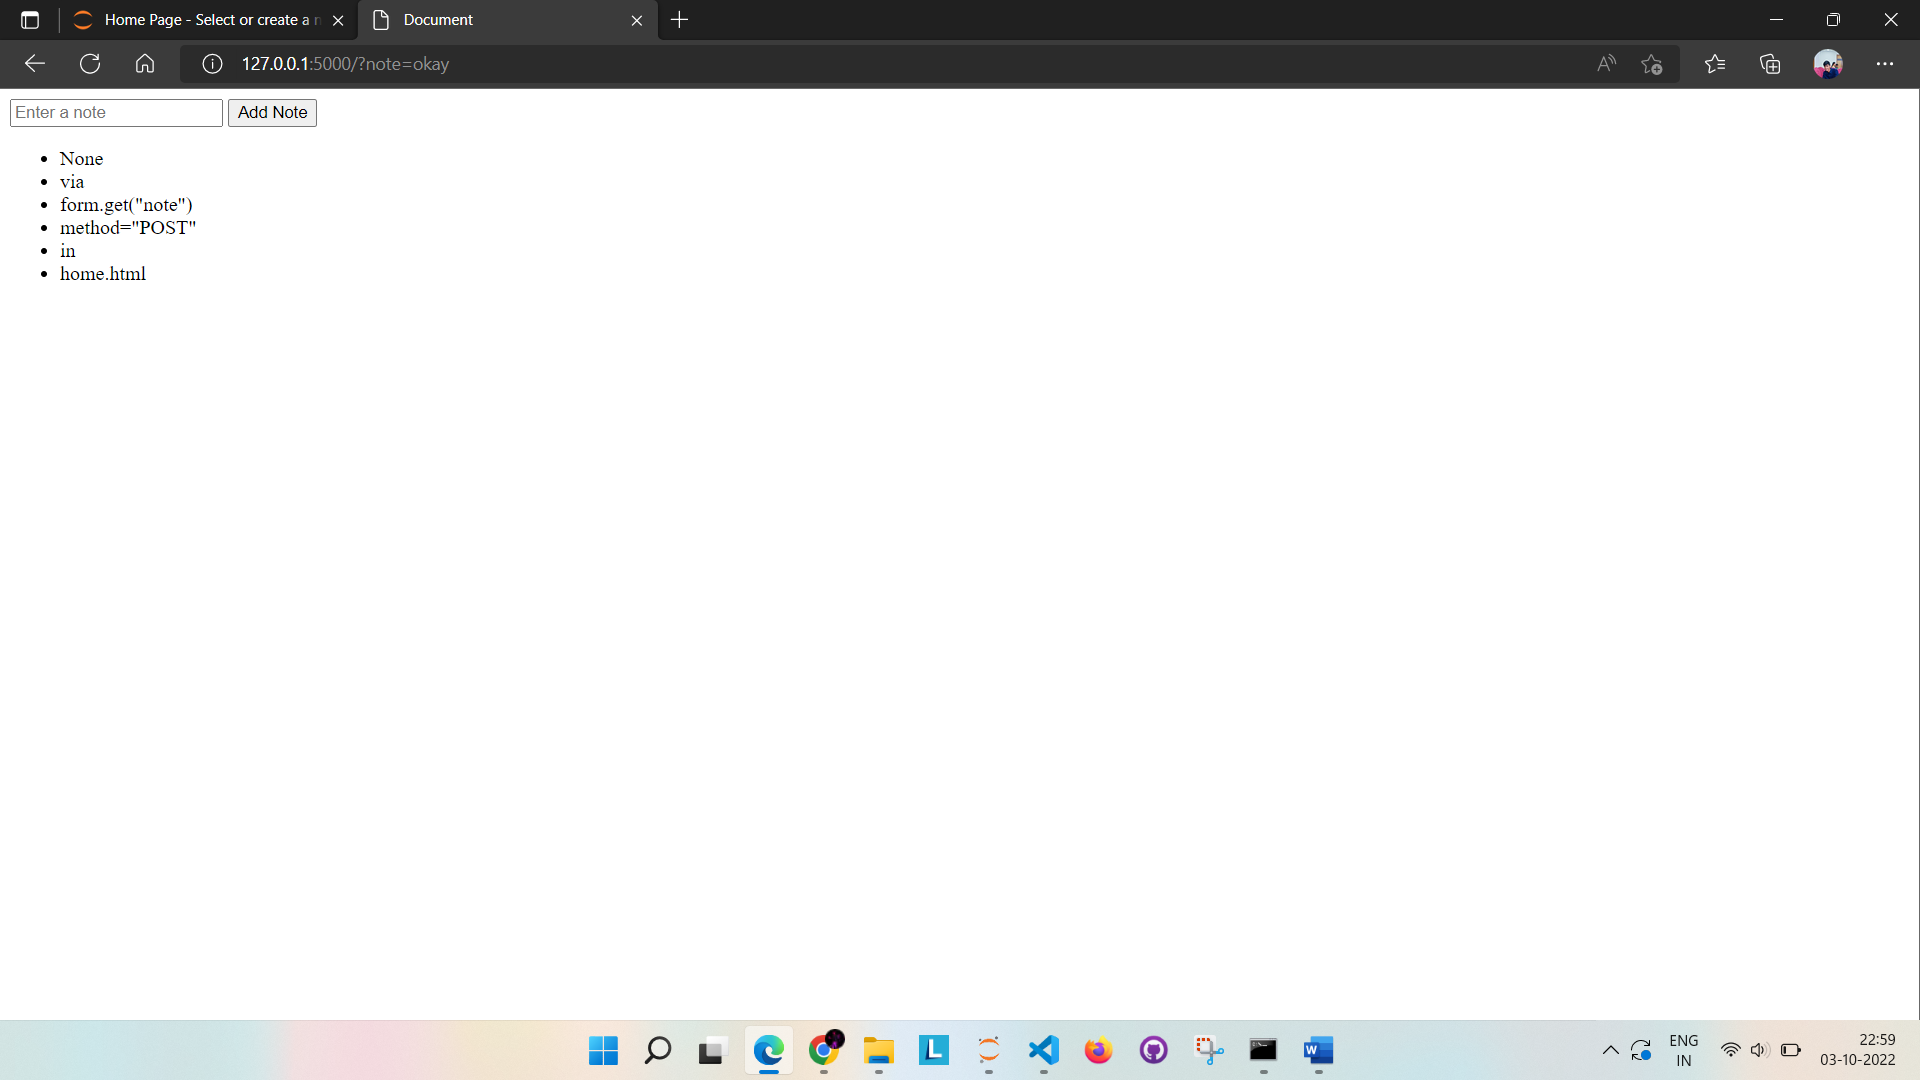 Home Page - Select or create a n
Document
127.0.0.1:5000/?note=okay
Enter a note
Add Note
None
via
form.get("note")
method="POST"
in
home.html
ENG
IN
22:59
03-10-2022